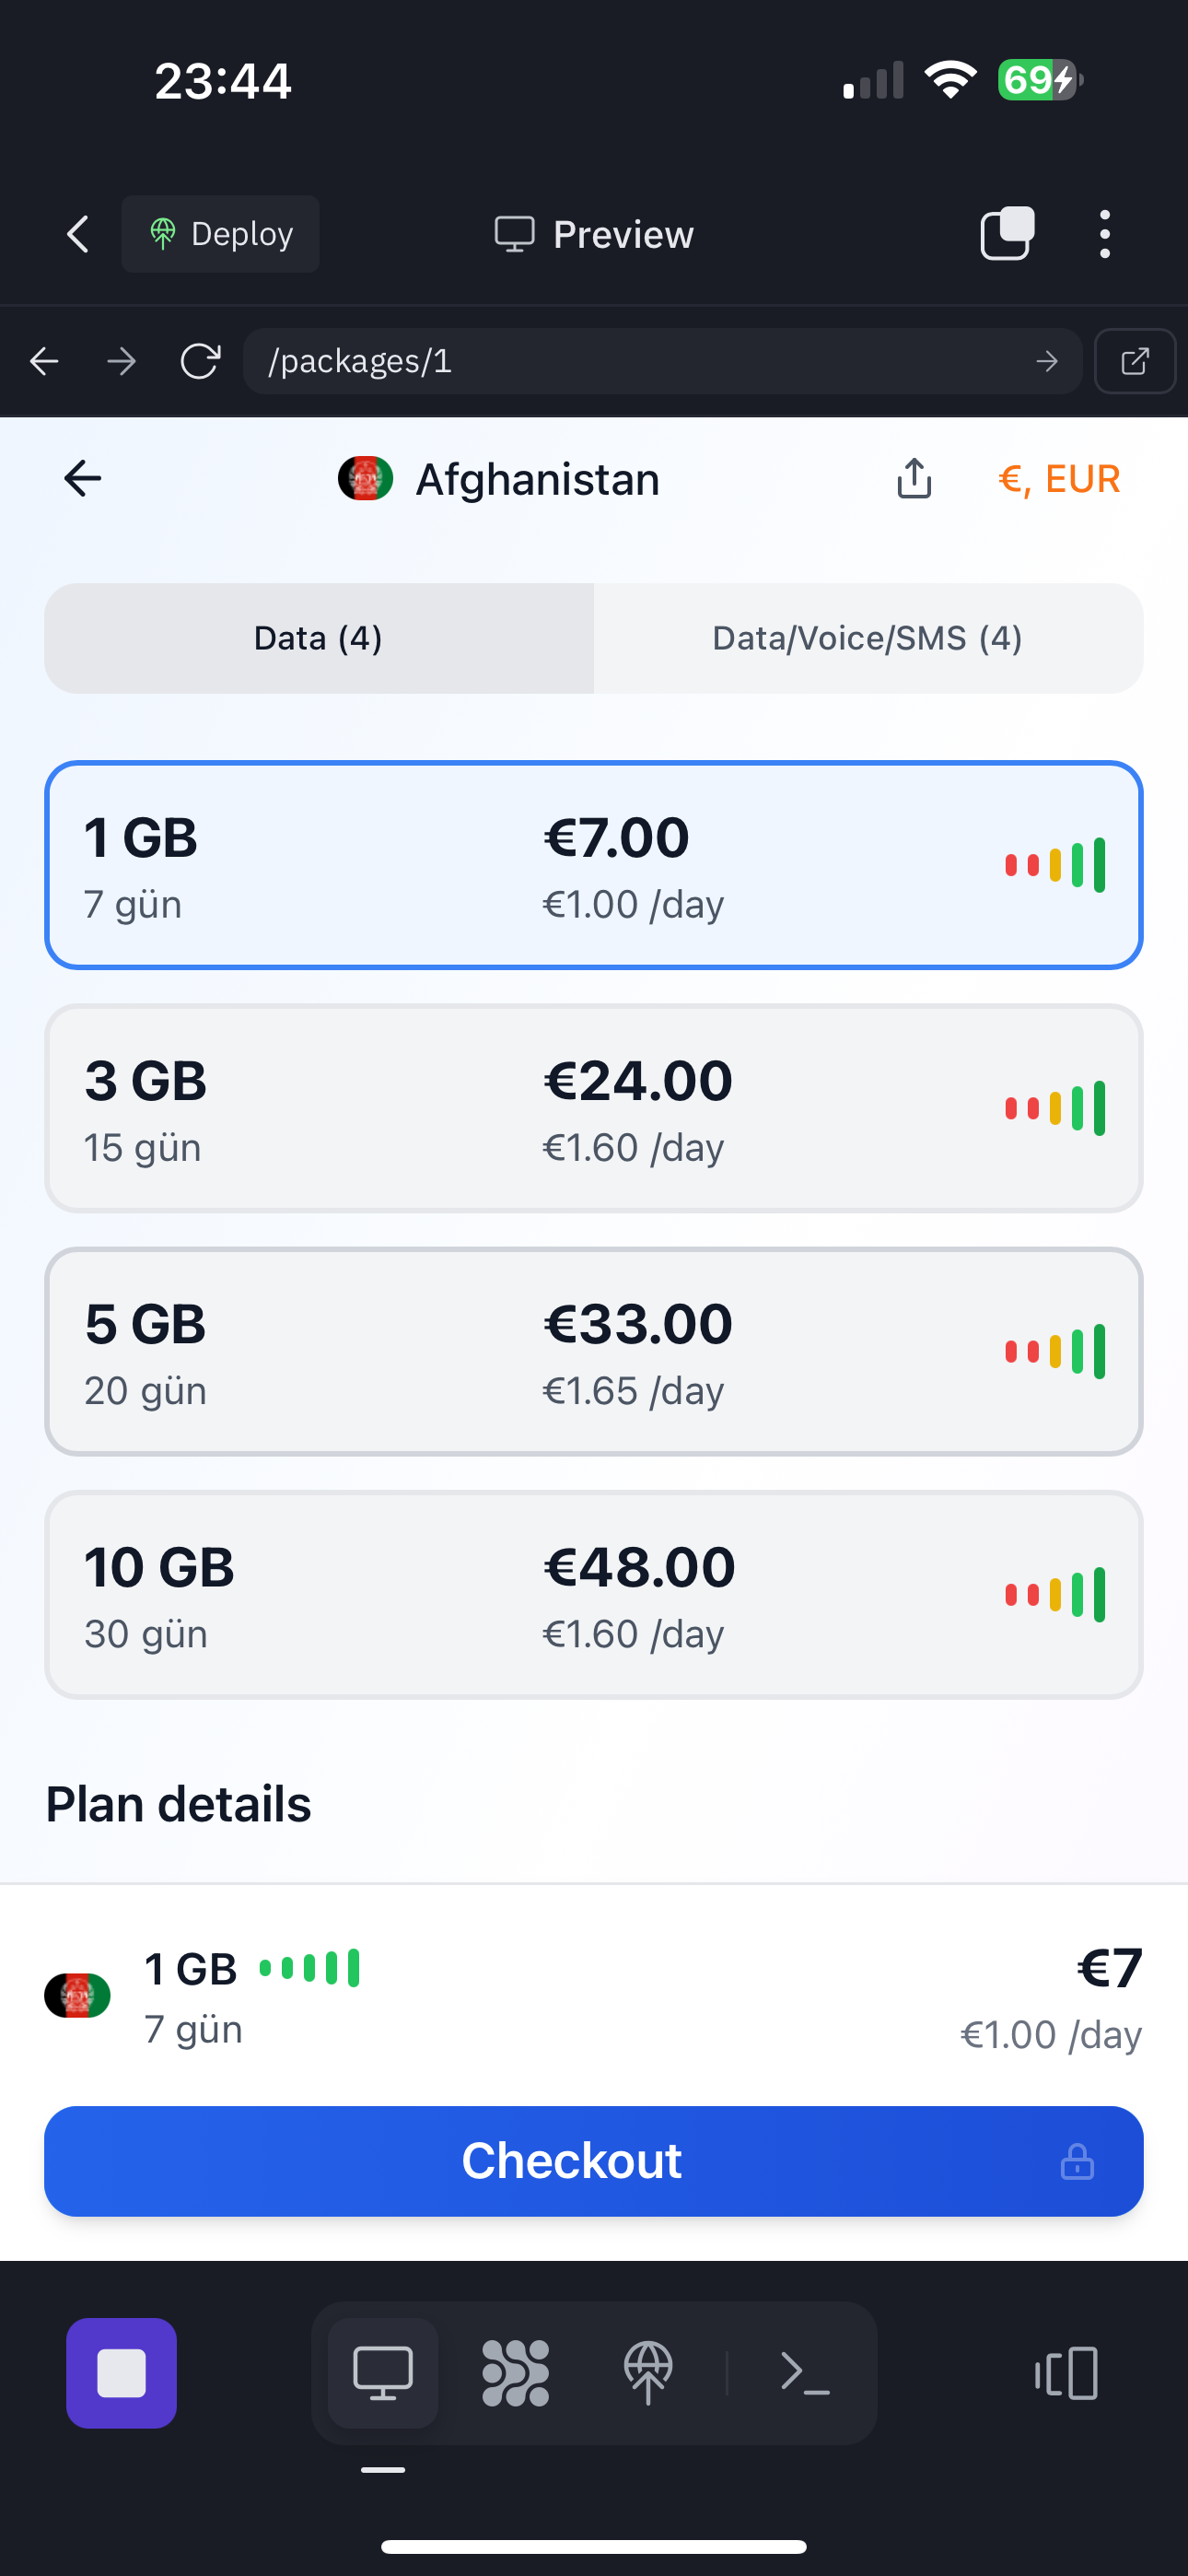 23:44
69
Deploy
Preview
/packages/1
Afghanistan
€, EUR
Data (4)
Data/Voice/SMS (4)
1 GB
€7.00
7 gün
€1.00 /day
3 GB
€24.00
15 gün
€1.60 /day
5 GB
€33.00
20 gün
€1.65 /day
10 GB
€48.00
30 gün
€1.60 /day
Plan details
1 GB
€7
7 gün
€1.00 /day
Checkout